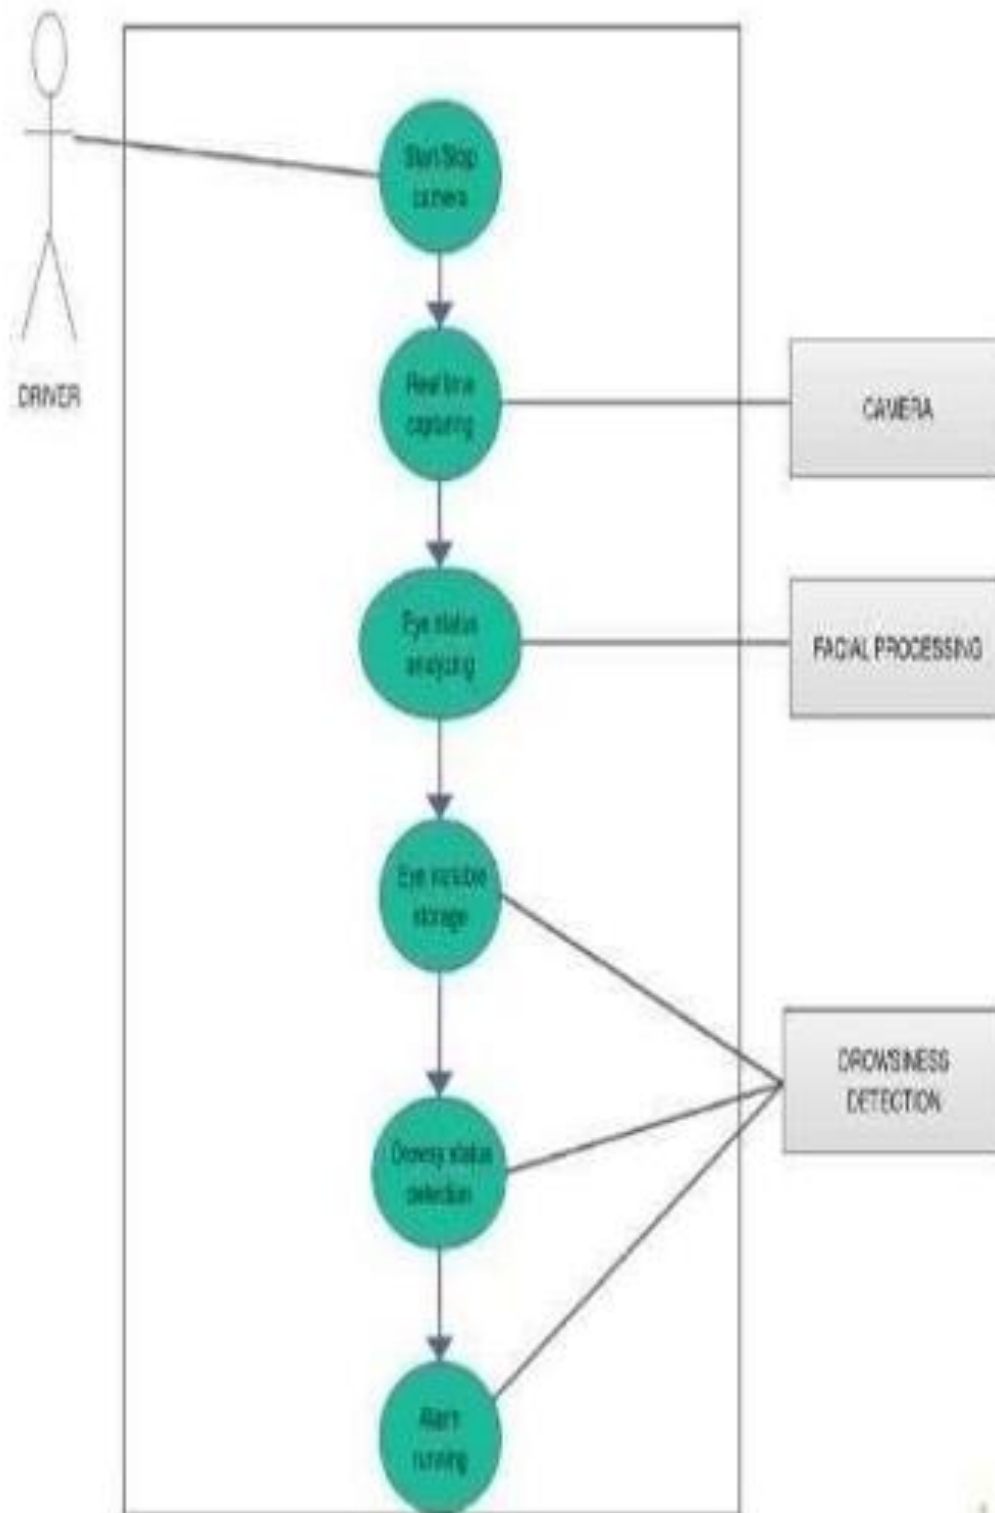 DRIVER
Start Stop
camera
Real time
capturing
CAMERA
Eye status
analyzing
FACIAL PROCESSING
Eye variable
storage
DROWSINESS
DETECTION
Drowsy status
detection
Alarm
running